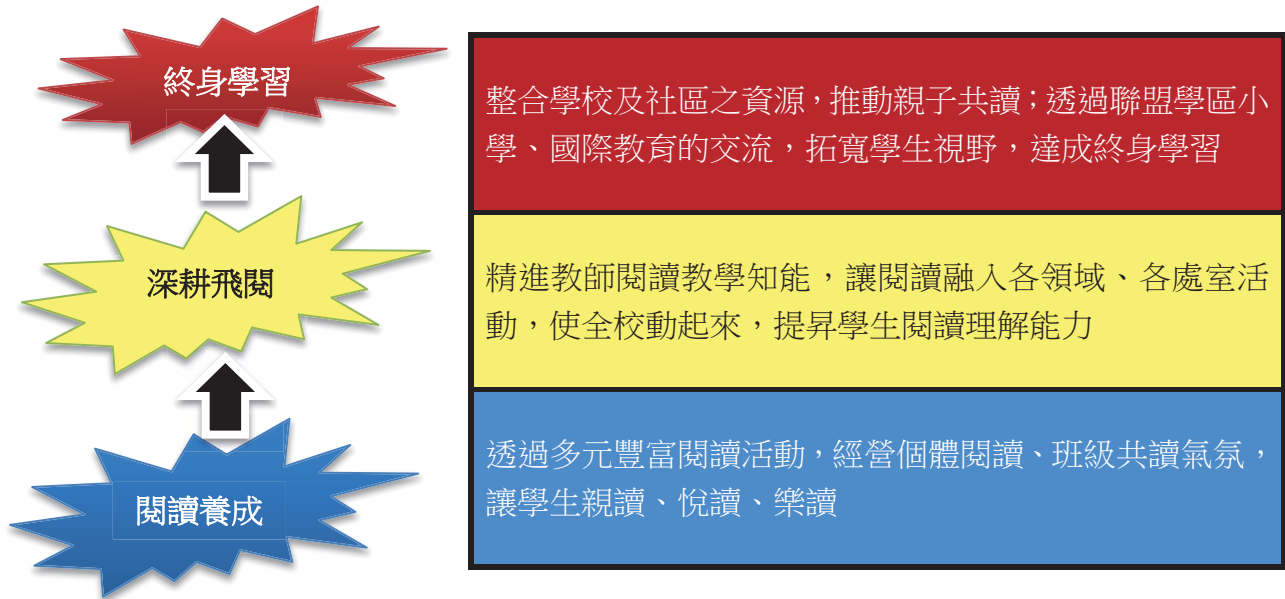 終身學習
整合學校及社區之資源，推動親子共讀；透過聯盟學區小
學、國際教育的交流，拓寬學生視野，達成終身學習
深耕飛閱
精進教師閱讀教學知能，讓閱讀融入各領域、各處室活
動，使全校動起來，提昇學生閱讀理解能力
閱讀養成
透過多元豐富閱讀活動，經營個體閱讀、班級共讀氣氛，
讓學生親讀、悅讀、樂讀